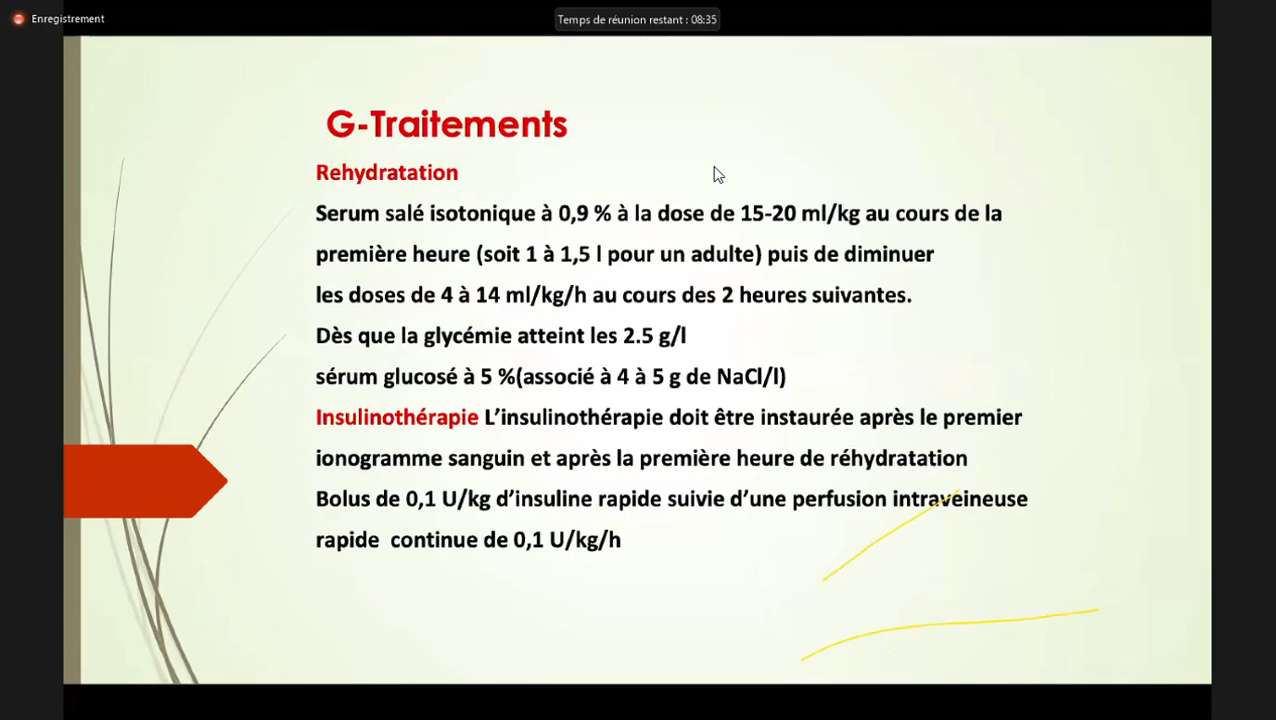 Enregistrement
Temps de réunion restant : 08:35
G-Traitements
Rehydratation
Serum salé isotonique à 0,9 % à la dose de 15-20 ml/kg au cours de la
première heure (soit 1 à 1,5 l pour un adulte) puis de diminuer
les doses de 4 à 14 ml/kg/h au cours des 2 heures suivantes.
Dès que la glycémie atteint les 2.5 g/l
sérum glucosé à 5 %(associé à 4 à 5 g de NaCl/l)
Insulinothérapie L’insulinothérapie doit être instaurée après le premier
ionogramme sanguin et après la première heure de réhydratation
Bolus de 0,1 U/kg d’insuline rapide suivie d’une perfusion intraveineuse
rapide continue de 0,1 U/kg/h